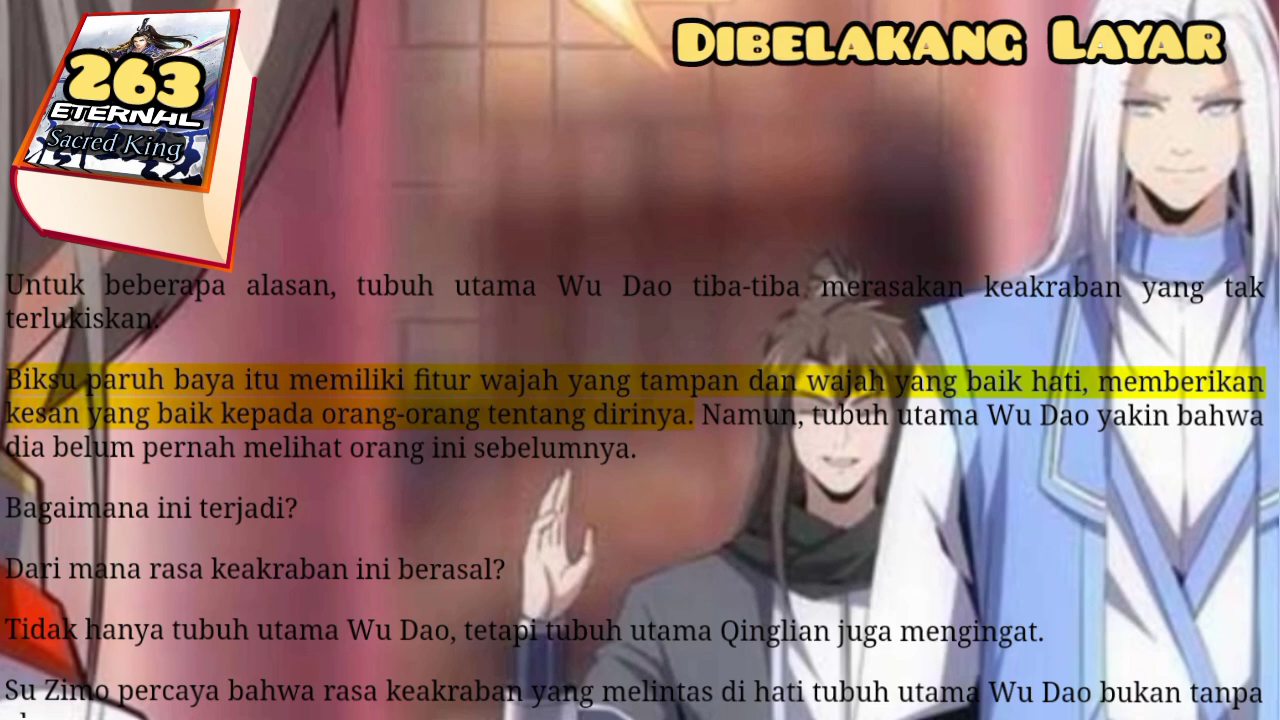 DIBELAKANG LAYAR
263
ETERNAL
Sacred King
Untuk beberapa alasan, tubuh utama Wu Dao tiba-tiba merasakan keakraban yang tak
terlukiskan.
Biksu paruh baya itu memiliki fitur wajah yang tampan dan wajah yang baik hati, memberikan
kesan yang baik kepada orang-orang tentang dirinya. Namun, tubuh utama Wu Dao yakin bahwa
dia belum pernah melihat orang ini sebelumnya.
Bagaimana ini terjadi?
Dari mana rasa keakraban ini berasal?
Tidak hanya tubuh utama Wu Dao, tetapi tubuh utama Qinglian juga mengingat.
Su Zimo percaya bahwa rasa keakraban yang melintas di hati tubuh utama Wu Dao bukan tanpa